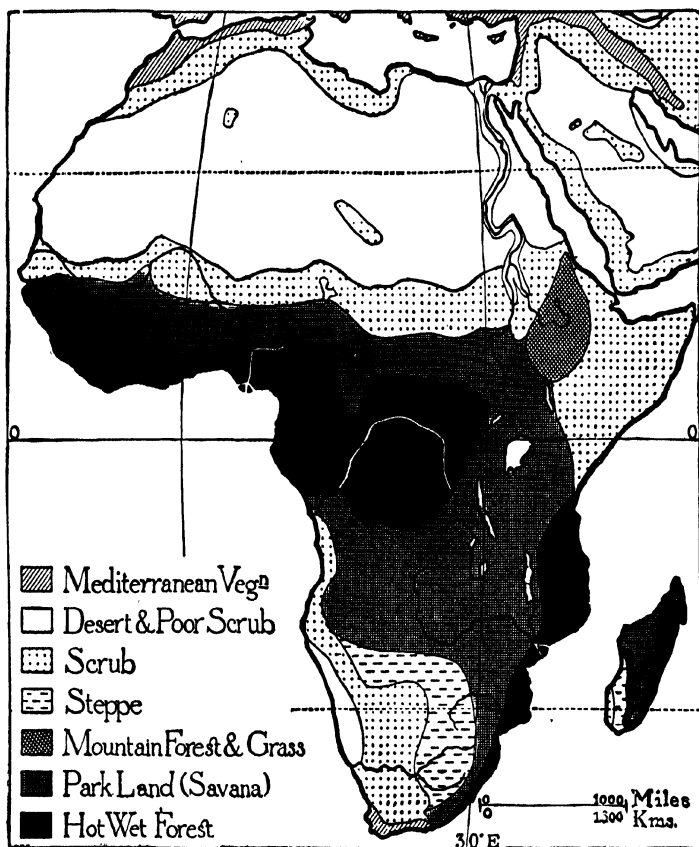 0 0
Mediterranean Vegn
Desert & Poor Scrub
Scrub
Steppe
Mountain Forest & Grass
Park Land (Savana)
Hot Wet Forest
0 1000 Miles
0 1300 Kms.
30° E